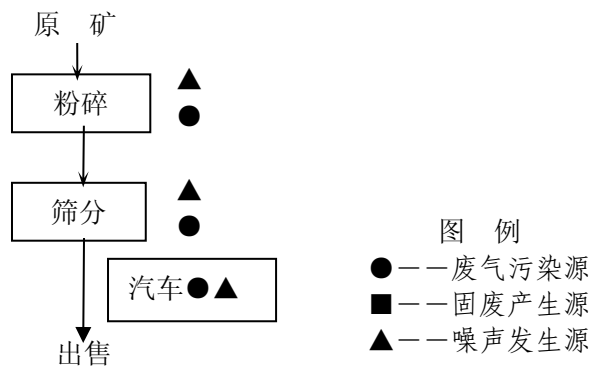 原 矿
粉碎
筛分
汽车●▲
出售
图 例
●——废气污染源
■——固废产生源
▲——噪声发生源